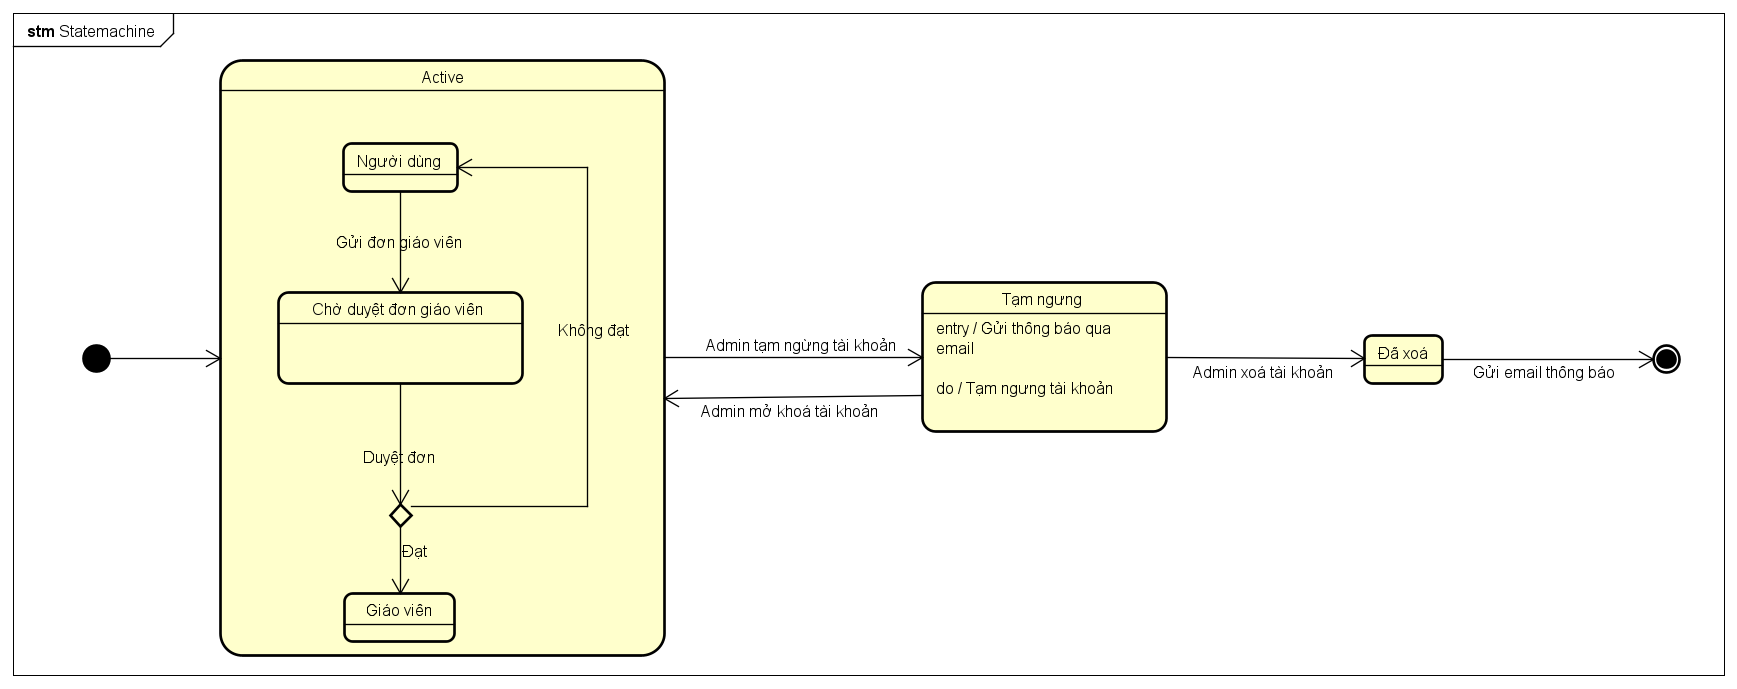 stm Statemachine
Active
Người dùng
Gửi đơn giáo viên
Chờ duyệt đơn giáo viên
Không đạt
Duyệt đơn
Đạt
Giáo viên
Admin tạm ngừng tài khoản
Admin mở khoá tài khoản
Tạm ngưng
entry / Gửi thông báo qua
email
do / Tạm ngưng tài khoản
Admin xoá tài khoản
Đã xoá
Gửi email thông báo